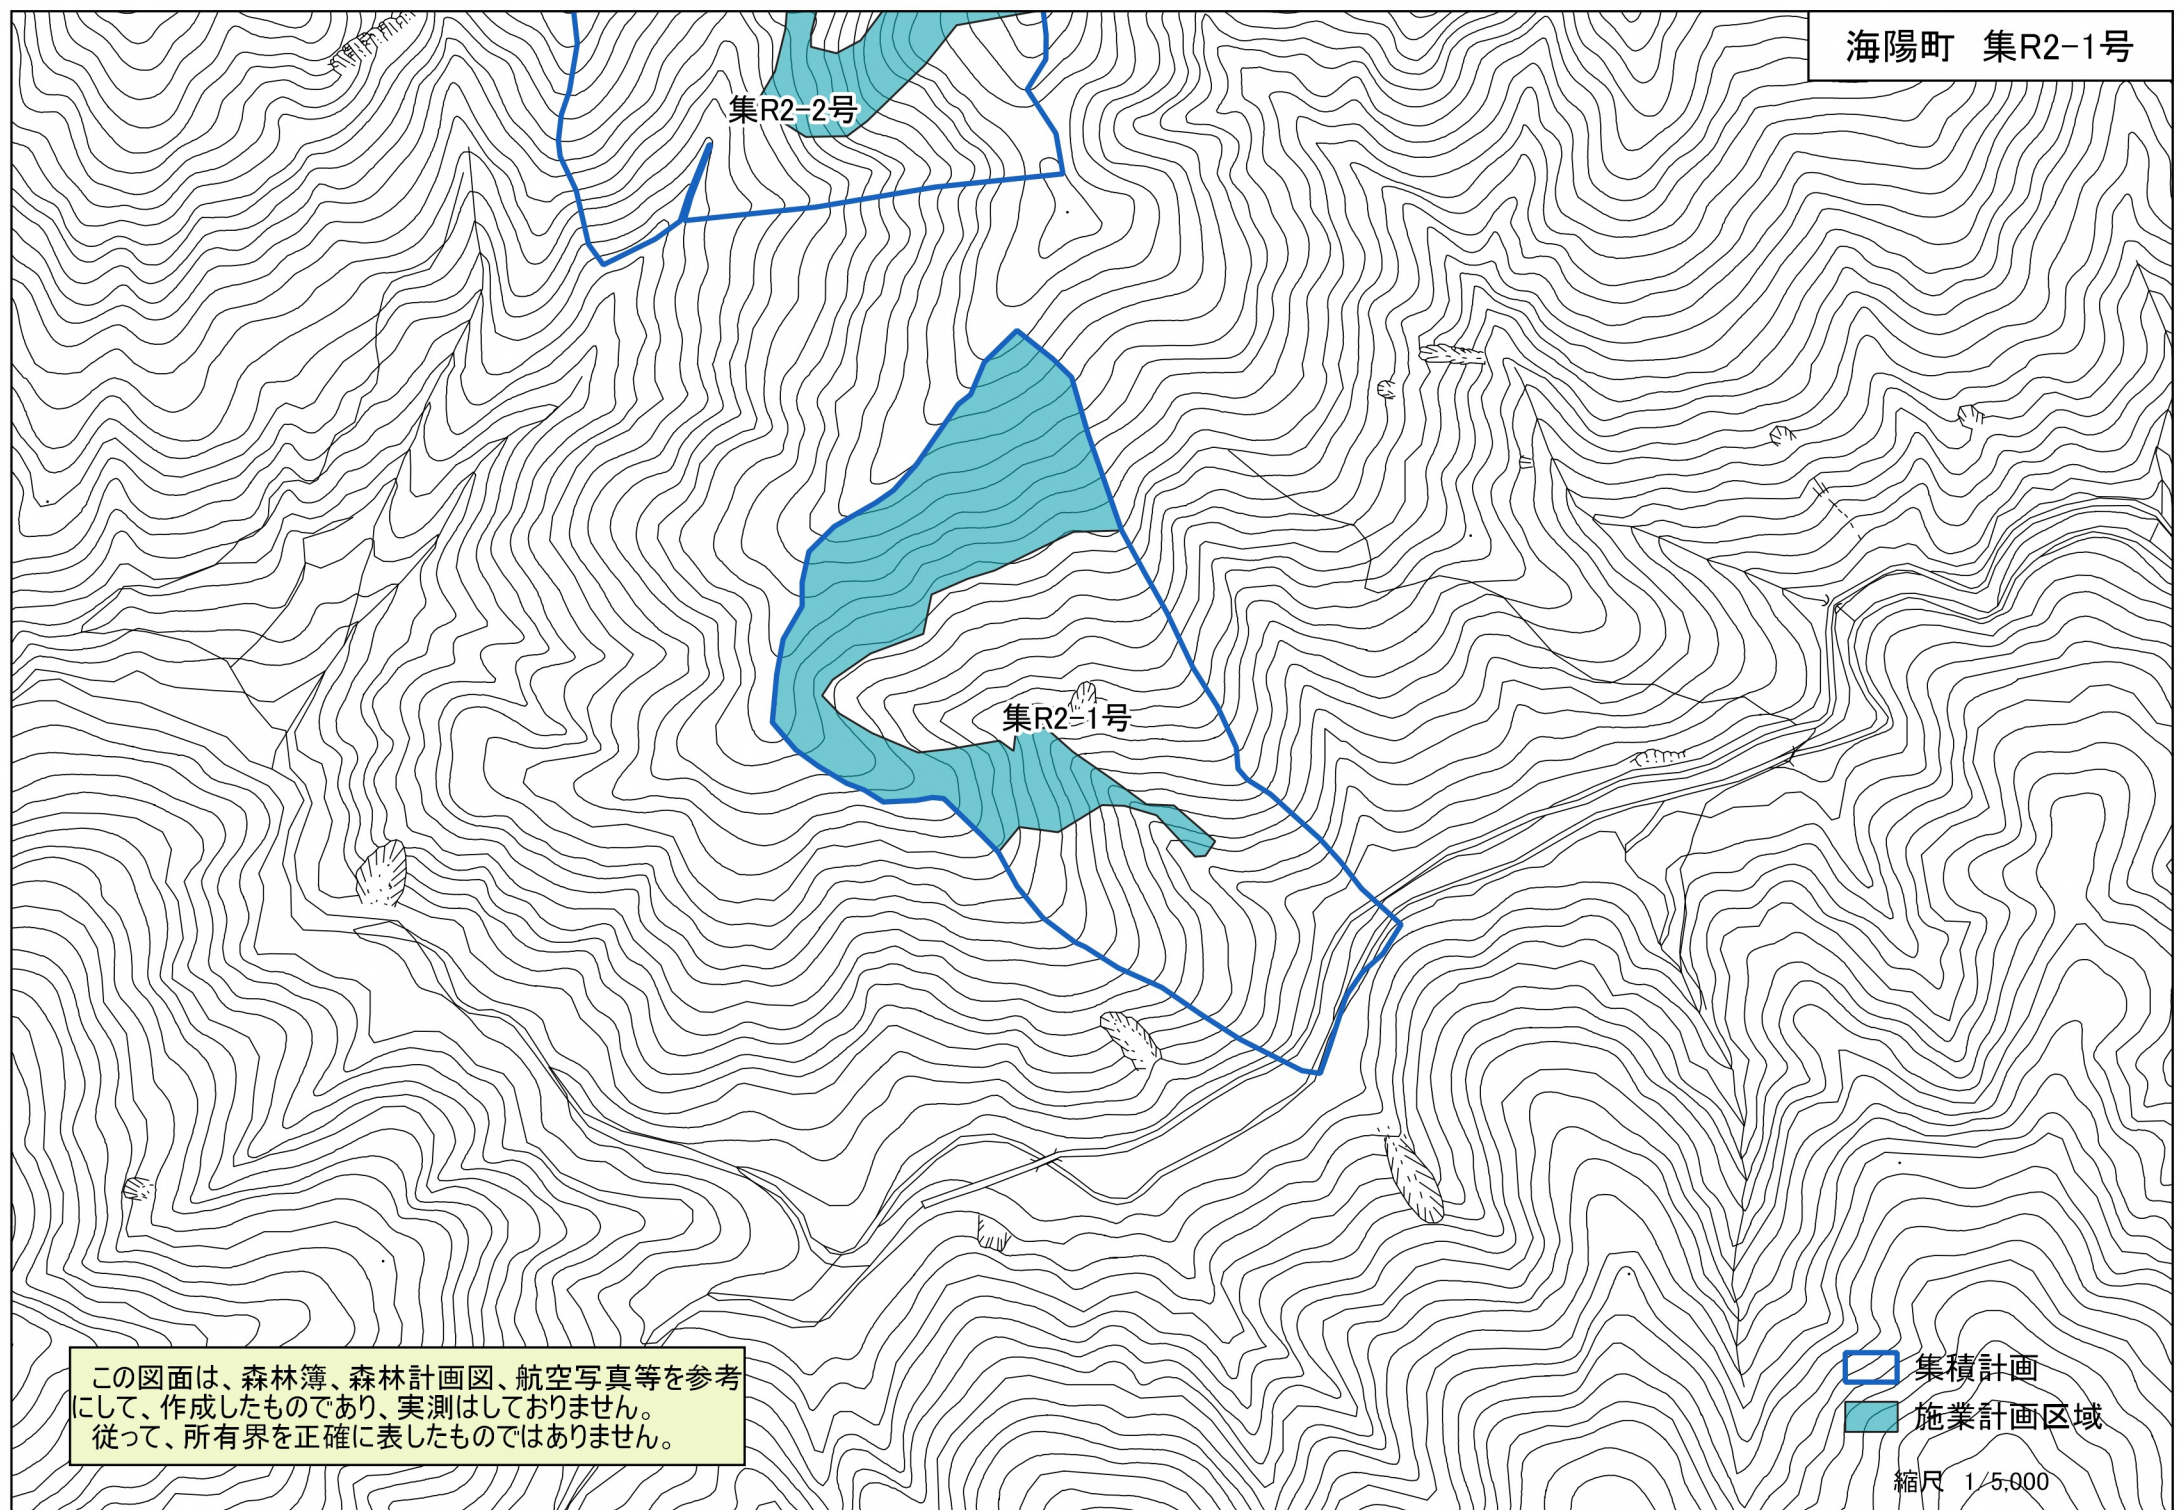 海陽町　集R2-1号
集R2-2号
集R2-1号
この図面は、森林簿、森林計画図、航空写真等を参考
にして、作成したものであり、実測はしておりません。
従って、所有界を正確に表したものではありません。
集積計画
施業計画区域
縮尺　1/5,000